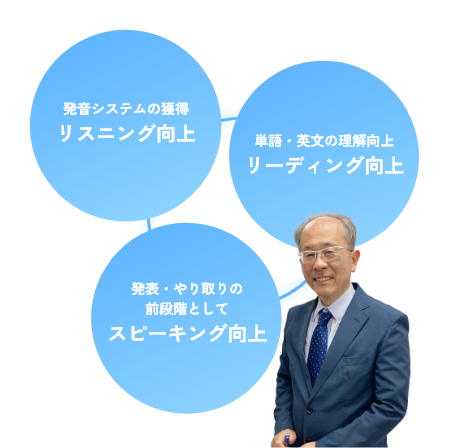 発音システムの獲得
リスニング向上
単語・英文の理解向上
リーディング向上
発表・やり取りの
前段階として
スピーキング向上